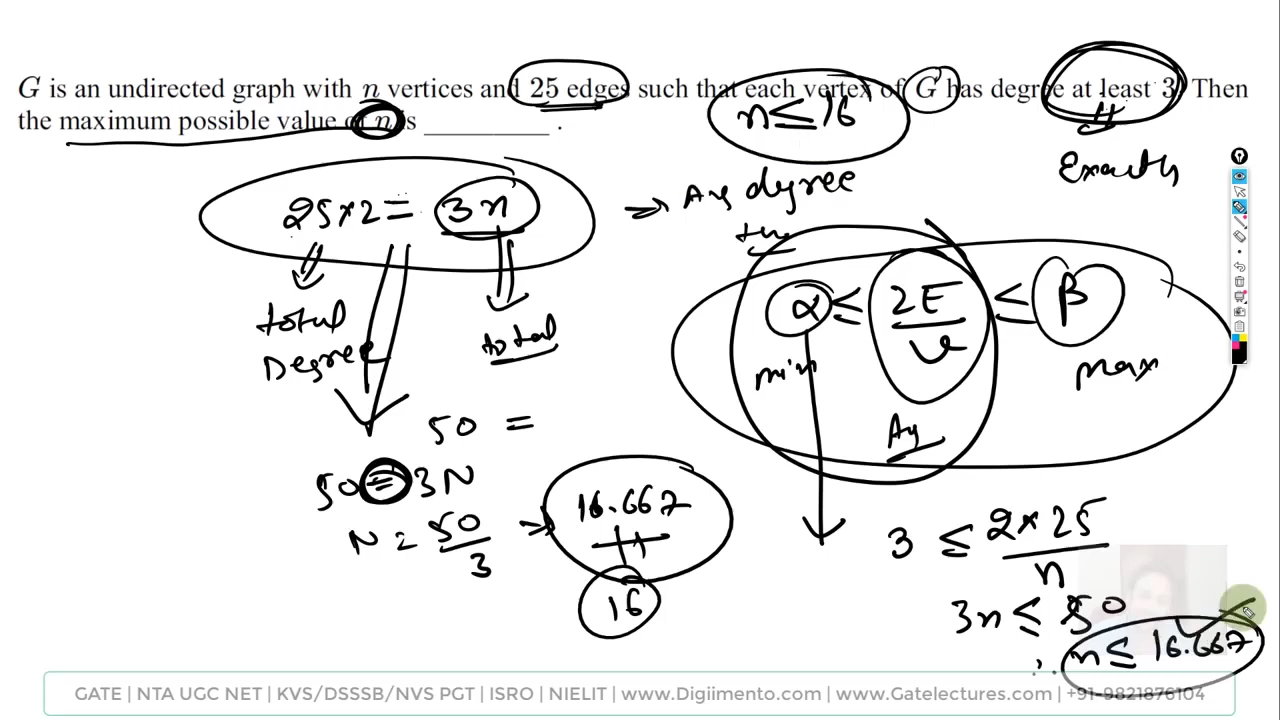 G is an undirected graph with n vertices and 25 edges such that each vertex of G has degree at least 3. Then
the maximum possible value of n is __________ .
n ≤ 16
Exactly
25×2 = 3n
→ Avg degree
α ≤ 2E/v ≤ β
total
Degree
total
min
max
50 =
50 = 3N
16.667
N = 50/3 →
16
3 ≤ 2×25/n
3n ≤ 50
∴ n ≤ 16.667
GATE | NTA UGC NET | KVS/DSSSB/NVS PGT | ISRO | NIELIT | www.Digiimento.com | www.Gatelectures.com | +91-9821876104